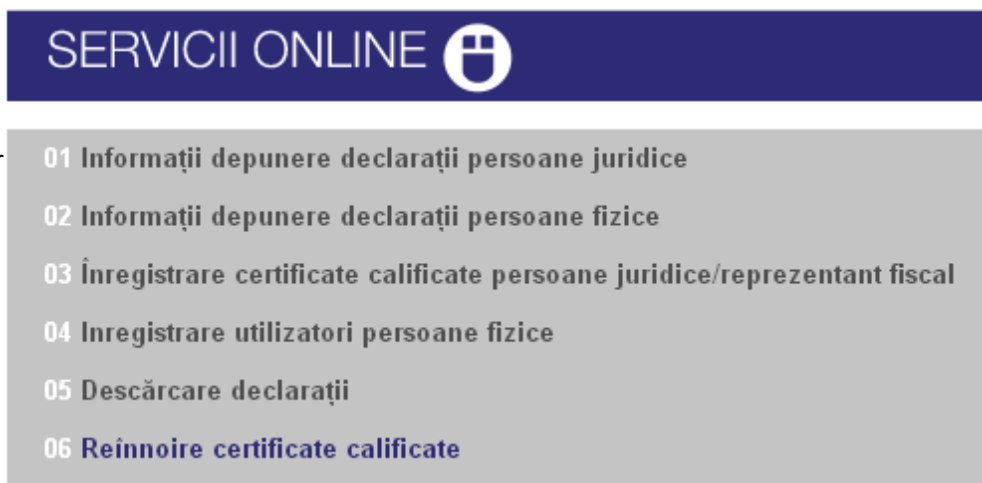 SERVICII ONLINE
01 Informații depunere declarații persoane juridice
02 Informații depunere declarații persoane fizice
03 Înregistrare certificate calificate persoane juridice/reprezentant fiscal
04 Inregistrare utilizatori persoane fizice
05 Descărcare declarații
06 Reînnoire certificate calificate